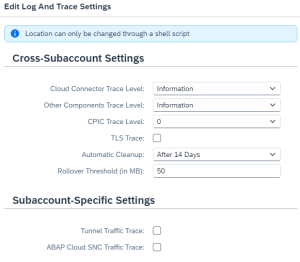 Edit Log And Trace Settings
Location can only be changed through a shell script
Cross-Subaccount Settings
Cloud Connector Trace Level: Information
Other Components Trace Level: Information
CPIC Trace Level: 0
TLS Trace:
Automatic Cleanup: After 14 Days
Rollover Threshold (in MB): 50
Subaccount-Specific Settings
Tunnel Traffic Trace:
ABAP Cloud SNC Traffic Trace: